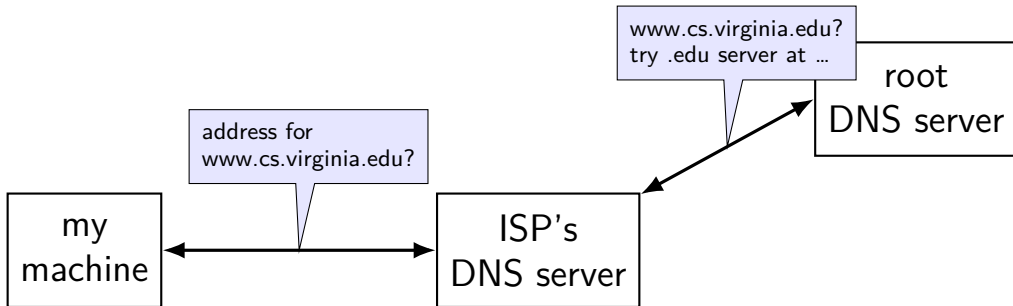 www.cs.virginia.edu?
try .edu server at ...
root
DNS server
address for
www.cs.virginia.edu?
my
machine
ISP's
DNS server